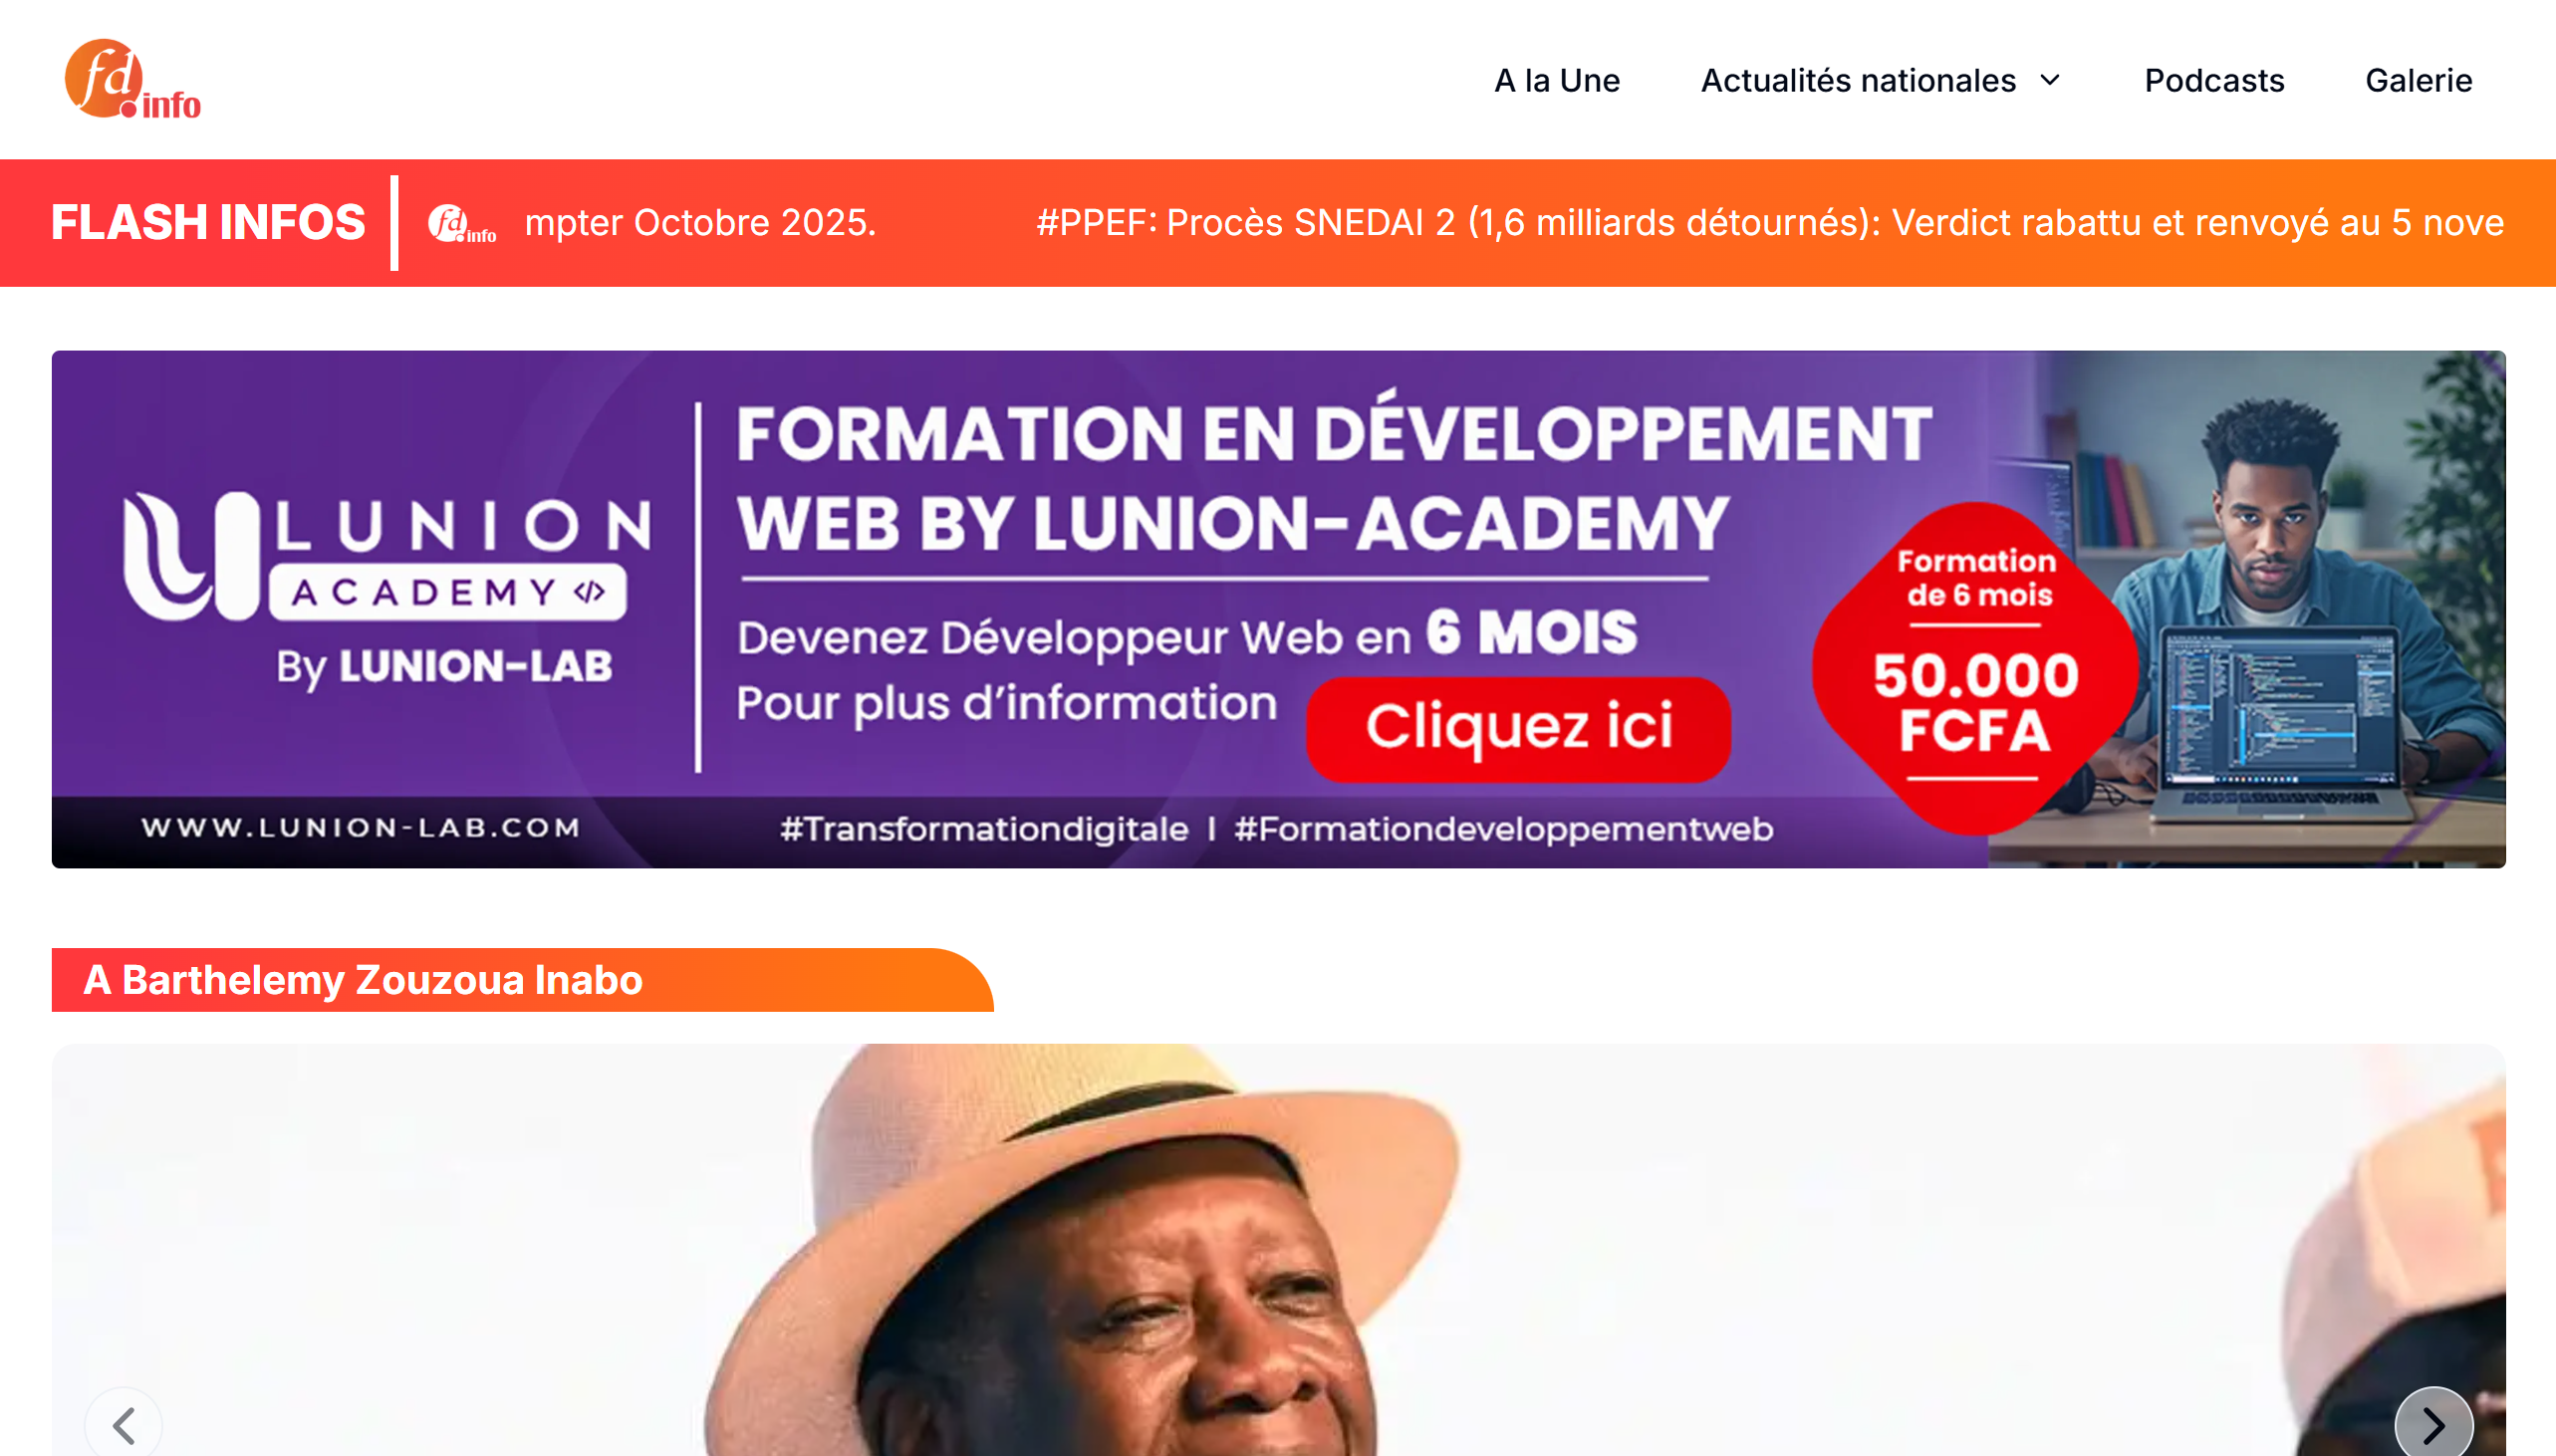 fd.info
A la Une
Actualités nationales
Podcasts
Galerie
FLASH INFOS
fd.info
mpter Octobre 2025.
#PPEF: Procès SNEDAI 2 (1,6 milliards détournés): Verdict rabattu et renvoyé au 5 nove
LUNION
ACADEMY </>
By LUNION-LAB
WWW.LUNION-LAB.COM
FORMATION EN DÉVELOPPEMENT
WEB BY LUNION-ACADEMY
Devenez Développeur Web en 6 MOIS
Pour plus d’information
Cliquez ici
#Transformationdigitale I #Formationdeveloppementweb
Formation
de 6 mois
50.000
FCFA
A Barthelemy Zouzoua Inabo